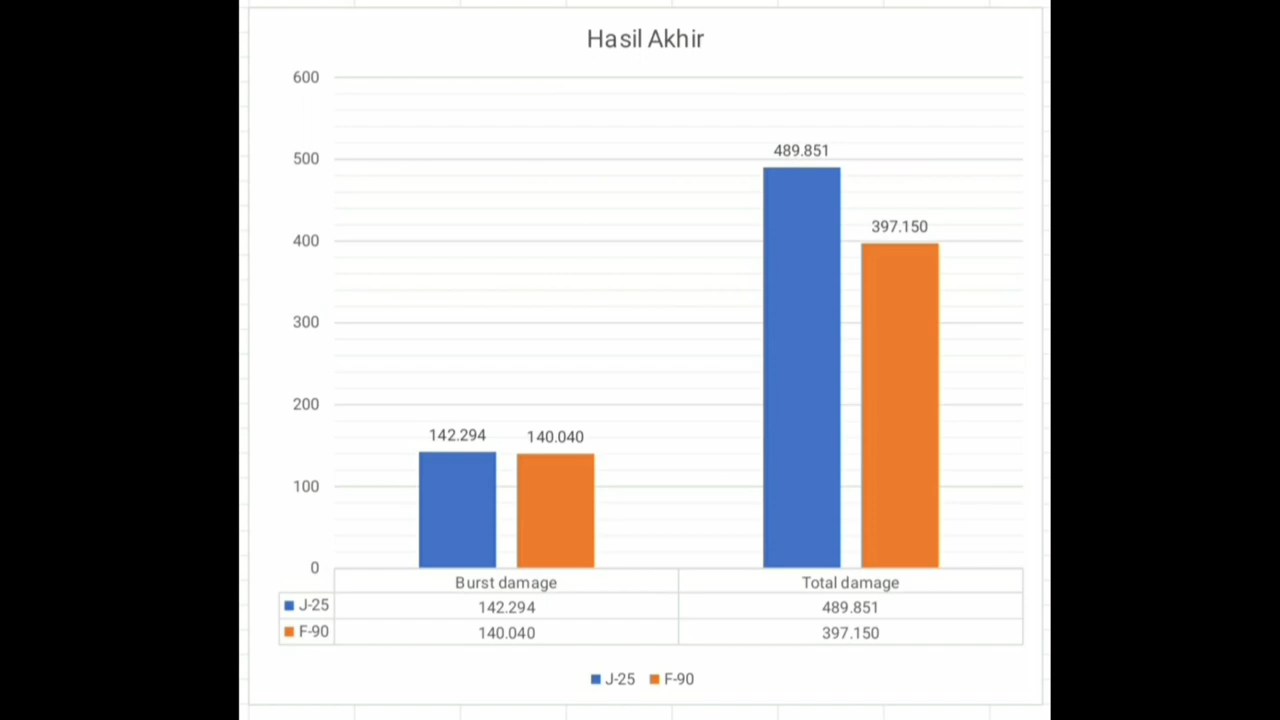 Hasil Akhir
600
500
400
300
200
100
0
489.851
397.150
142.294
140.040
Burst damage Total damage
J-25 142.294 489.851
F-90 140.040 397.150
J-25 F-90